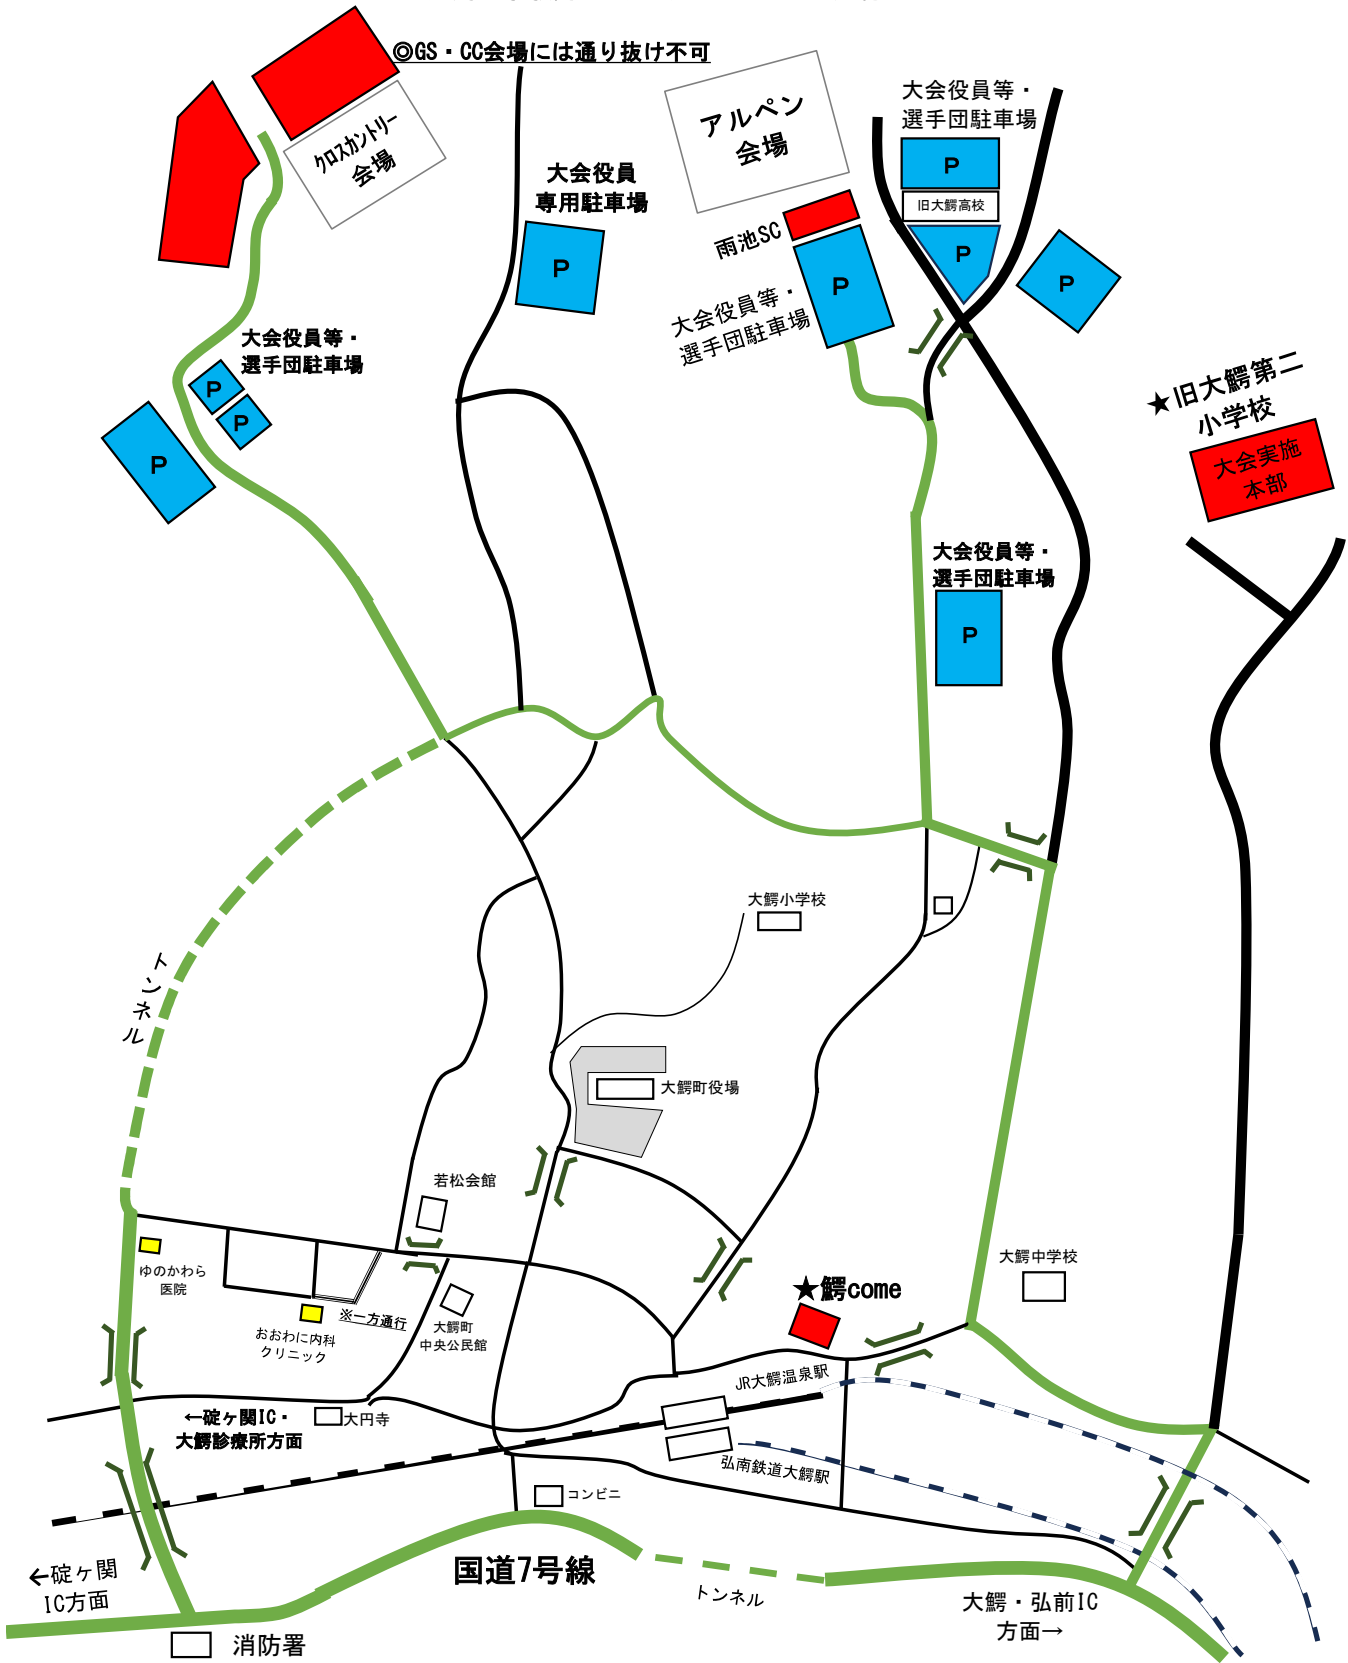 ◎GS・CC会場には通り抜け不可
クロスカントリー
会場
アルペン
会場
大会役員等・
選手団駐車場
P
旧大鰐高校
P
P
大会役員
専用駐車場
P
雨池SC
P
大会役員等・
選手団駐車場
大会役員等・
選手団駐車場
P
P
P
★旧大鰐第二
小学校
大会実施
本部
大会役員等・
選手団駐車場
P
大鰐小学校
トンネル
大鰐町役場
若松会館
大鰐中学校
ゆのかわら
医院
★鰐come
※一方通行
おおわに内科
クリニック
大鰐町
中央公民館
JR大鰐温泉駅
←碇ヶ関IC・
大鰐診療所方面
大円寺
弘南鉄道大鰐駅
コンビニ
国道7号線
←碇ヶ関
IC方面
トンネル
大鰐・弘前IC
方面→
消防署